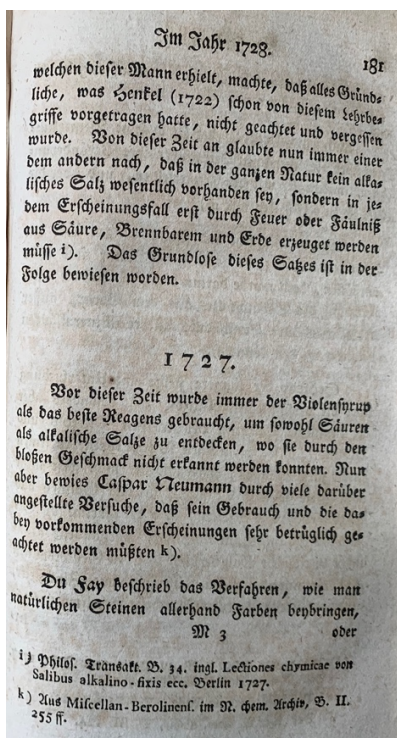 Im Jahr 1728.
181
welchen dieser Mann erhielt, machte, daß alles Gründ-
liche, was Henkel (1722) schon von diesem Lehrbe-
griffe vorgetragen hatte, nicht geachtet und vergessen
wurde. Von dieser Zeit an glaubte nun immer einer
dem andern nach, daß in der ganzen Natur kein alka-
lisches Salz wesentlich vorhanden sey, sondern in je-
dem Erscheinungsfall erst durch Feuer oder Fäulniß
aus Säure, Brennbarem und Erde erzeuget werden
müsse i). Das Grundlose dieses Satzes ist in der
Folge bewiesen worden.
1727.
Vor dieser Zeit wurde immer der Violensyrup
als das beste Reagens gebraucht, um sowohl Säuren
als alkalische Salze zu entdecken, wo sie durch den
bloßen Geschmack nicht erkannt werden konnten. Nun
aber bewies Caspar Neumann durch viele darüber
angestellte Versuche, daß sein Gebrauch und die da-
bey vorkommenden Erscheinungen sehr betrüglich ge-
achtet werden müßten k).
Du Fay beschrieb das Verfahren, wie man
natürlichen Steinen allerhand Farben beybringen,
M 3
oder
i) Philos. Transakt. B. 34. ingl. Lectiones chymicae von
Salibus alkalino-fixis ecc. Berlin 1727.
k) Aus Miscellan-Berolinens. im N. chem. Archiv, B. II.
255 ff.